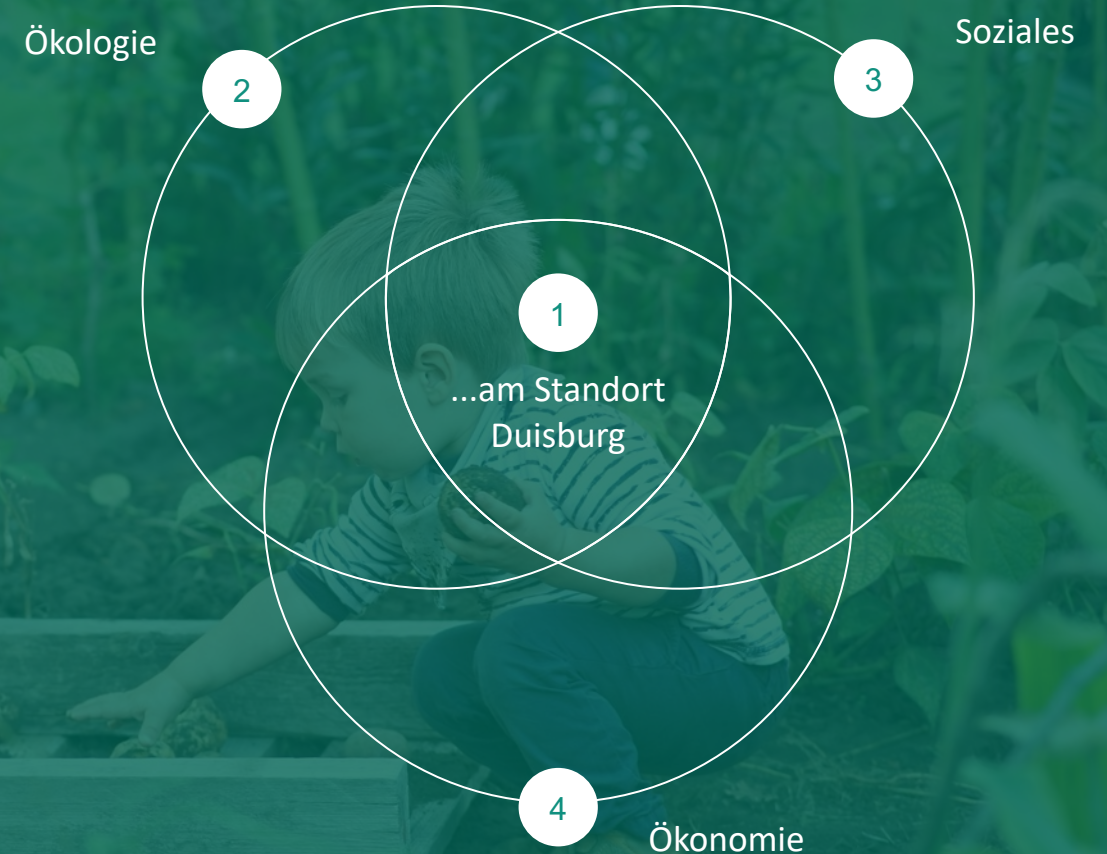 Ökologie
Soziales
2
3
1
...am Standort
Duisburg
4
Ökonomie